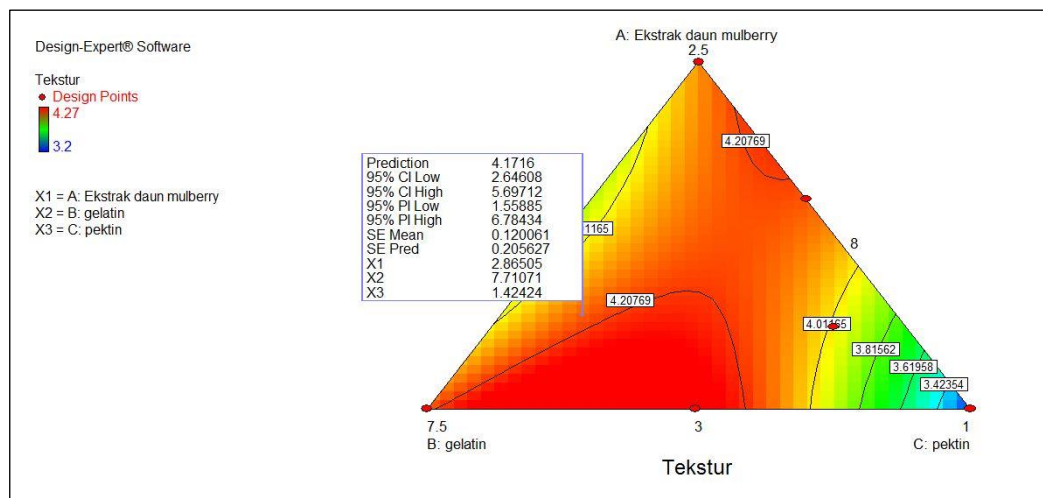 Design-Expert® Software
Tekstur
Design Points
4.27
3.2
X1 = A: Ekstrak daun mulberry
X2 = B: gelatin
X3 = C: pektin
A: Ekstrak daun mulberry
2.5
4.20769
Prediction 4.1716
95% CI Low 2.64608
95% CI High 5.69712
95% PI Low 1.55885
95% PI High 6.78434
SE Mean 0.120061
SE Pred 0.205627
X1 2.86505
X2 7.71071
X3 1.42424
1165
8
4.20769
4.01165
3.81562
3.61958
3.42354
7.5 3 1
B: gelatin C: pektin
Tekstur